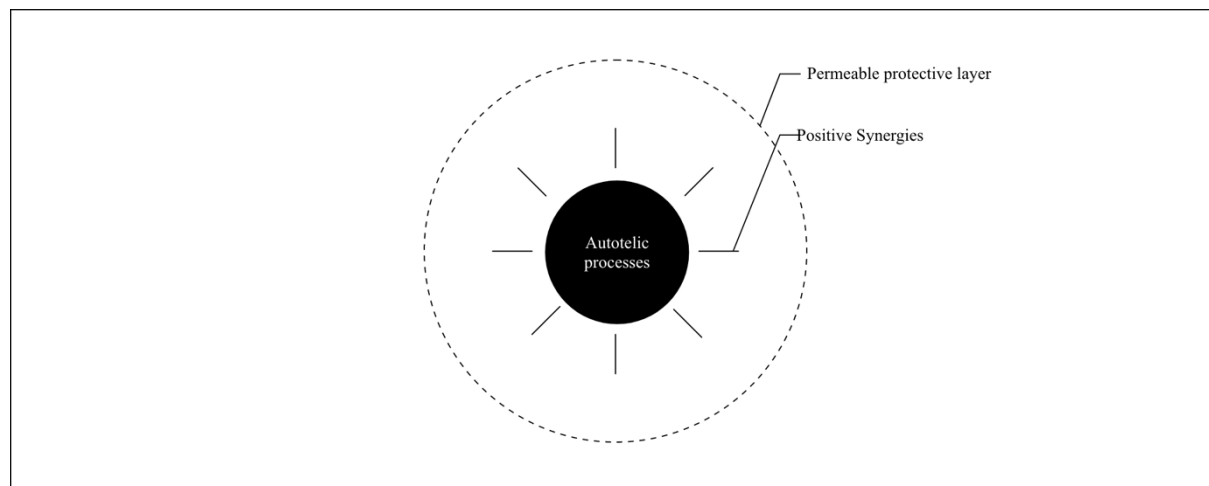 Permeable protective layer
Positive Synergies
Autotelic
processes